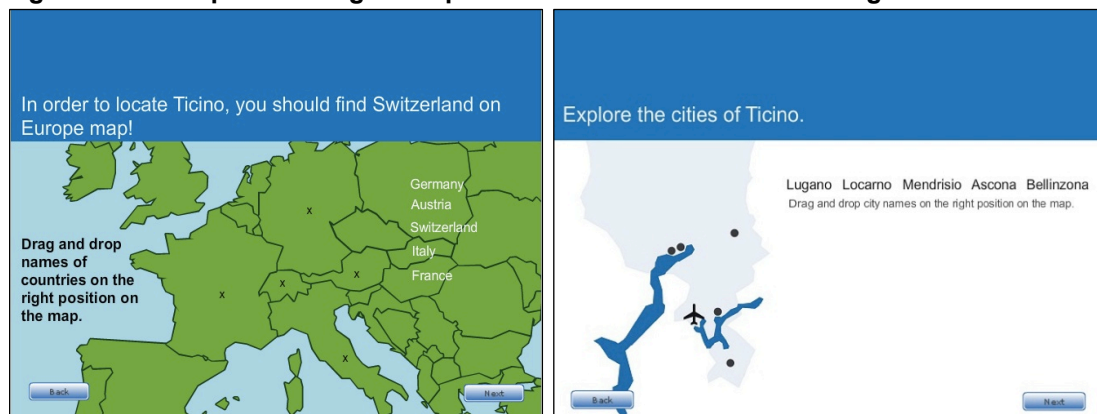 In order to locate Ticino, you should find Switzerland on
Europe map!
Germany
Austria
Switzerland
Italy
France
Drag and drop
names of
countries on the
right position on
the map.
x
x
x
x
x
Back
Next
Explore the cities of Ticino.
Lugano Locarno Mendrisio Ascona Bellinzona
Drag and drop city names on the right position on the map.
Back
Next